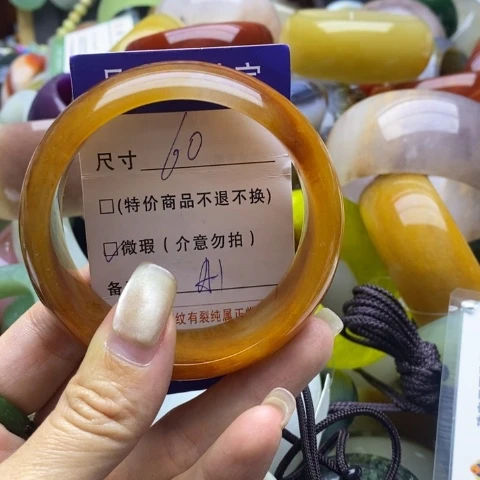 尺寸 60
□(特价商品不退不换)
☑微瑕(介意勿拍)
备 A1
纹有裂纯属正